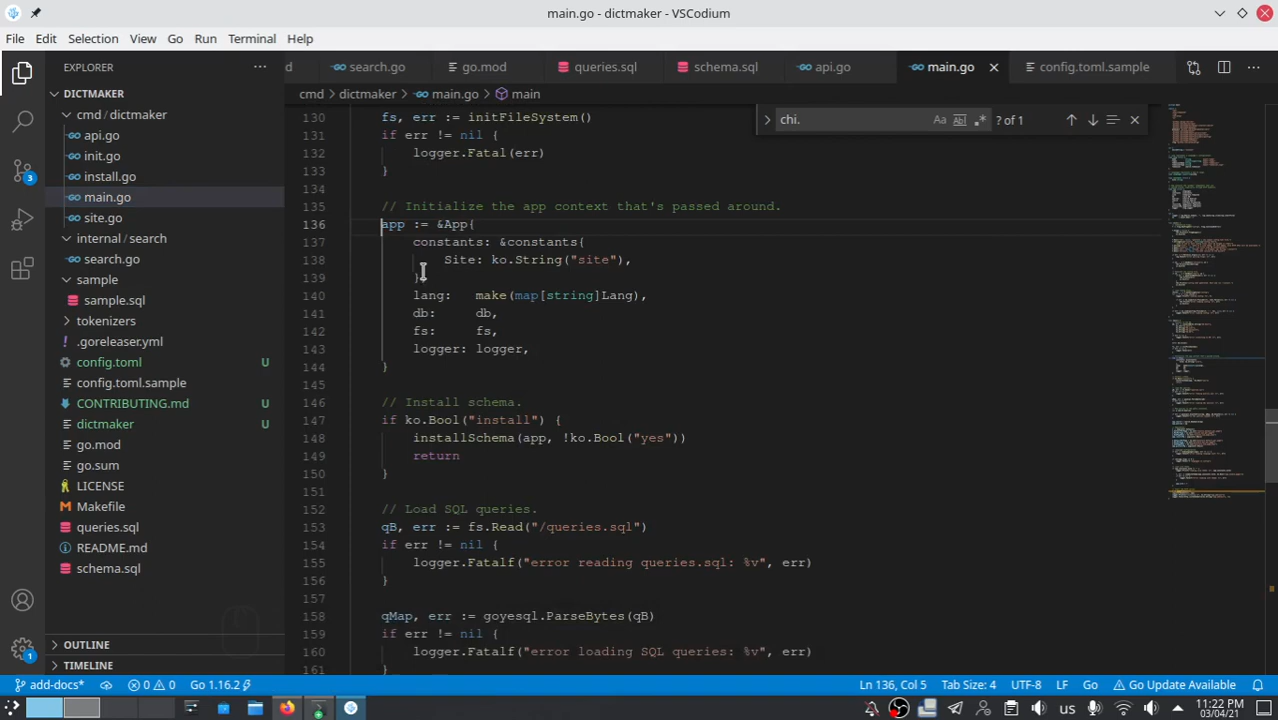 main.go - dictmaker - VSCodium
File Edit Selection View Go Run Terminal Help
EXPLORER
d search.go go.mod queries.sql schema.sql api.go main.go config.toml.sample
DICTMAKER
cmd > dictmaker > main.go > main
cmd / dictmaker
api.go
init.go
install.go
main.go
site.go
internal / search
search.go
sample
sample.sql
tokenizers
.goreleaser.yml
config.toml U
config.toml.sample
CONTRIBUTING.md U
dictmaker U
go.mod
go.sum
LICENSE
Makefile
queries.sql
README.md
schema.sql
OUTLINE
TIMELINE
3
1
chi. Aa Ab ? of 1
130 fs, err := initFileSystem()
131 if err != nil {
132 logger.Fatal(err)
133 }
134
135 // Initialize the app context that's passed around.
136 app := &App{
137 constants: &constants{
138 Site: ko.String("site"),
139 },
140 lang: make(map[string]Lang),
141 db: db,
142 fs: fs,
143 logger: logger,
144 }
145
146 // Install schema.
147 if ko.Bool("install") {
148 installSchema(app, !ko.Bool("yes"))
149 return
150 }
151
152 // Load SQL queries.
153 qB, err := fs.Read("/queries.sql")
154 if err != nil {
155 logger.Fatalf("error reading queries.sql: %v", err)
156 }
157
158 qMap, err := goyesql.ParseBytes(qB)
159 if err != nil {
160 logger.Fatalf("error loading SQL queries: %v", err)
161 }
add-docs* 0 0 Go 1.16.2 Ln 136, Col 5 Tab Size: 4 UTF-8 LF Go Go Update Available
us 11:22 PM
03/04/21